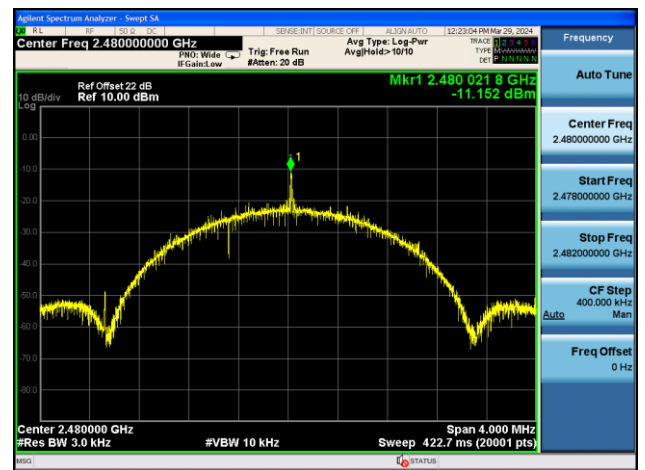 Agilent Spectrum Analyzer - Swept SA
RL RF 50 Ω DC SENSE:INT SOURCE OFF ALIGN AUTO 12:23:04 PM Mar 29, 2024
Center Freq 2.480000000 GHz
PNO: Wide
IFGain:Low
Trig: Free Run
#Atten: 20 dB
Avg Type: Log-Pwr
Avg|Hold:> 10/10
TRACE 1 2 3 4 5 6
TYPE
DET P N N N N N
Ref Offset 22 dB
Ref 10.00 dBm
10 dB/div
Log
Mkr1 2.480 021 8 GHz
-11.152 dBm
1
0.00
-10.0
-20.0
-30.0
-40.0
-50.0
-60.0
-70.0
-80.0
Center 2.480000 GHz
Span 4.000 MHz
#Res BW 3.0 kHz
#VBW 10 kHz
Sweep 422.7 ms (20001 pts)
MSG
STATUS
Frequency
Auto Tune
Center Freq
2.480000000 GHz
Start Freq
2.478000000 GHz
Stop Freq
2.482000000 GHz
CF Step
400.000 kHz
Auto Man
Freq Offset
0 Hz